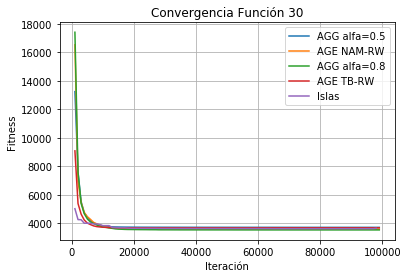 Convergencia Función 30
18000
16000
14000
12000
10000
8000
6000
4000
Fitness
AGG alfa=0.5
AGE NAM-RW
AGG alfa=0.8
AGE TB-RW
Islas
0
20000
40000
60000
80000
100000
Iteración